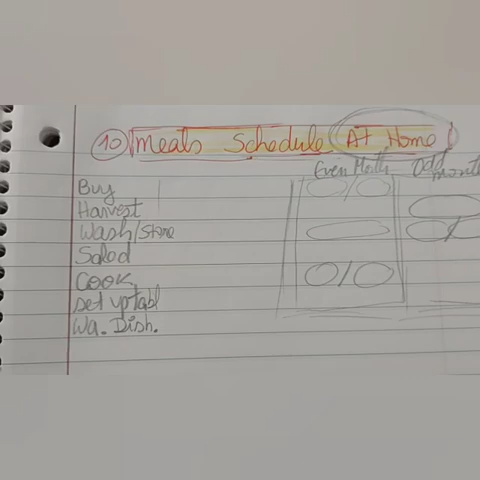 10 Meals Schedule At Home
Even Month Odd month
Buy
Harvest
Wash/Store
Salad
Cook
set up tabl
Wa. Dish.